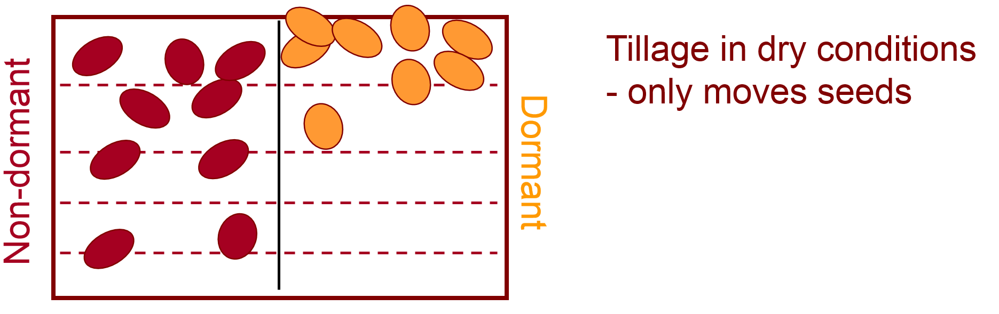 Non-dormant
Dormant
Tillage in dry conditions
- only moves seeds